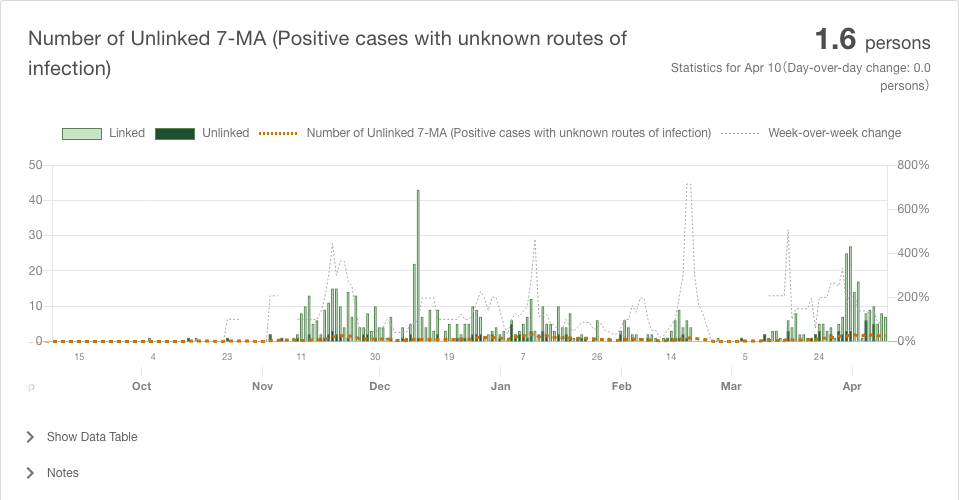 Number of Unlinked 7-MA (Positive cases with unknown routes of
infection)
1.6 persons
Statistics for Apr 10(Day-over-day change: 0.0
persons)
Linked
Unlinked
Number of Unlinked 7-MA (Positive cases with unknown routes of infection)
Week-over-week change
50
40
30
20
10
0
800%
600%
400%
200%
0%
15 4 23 11 30 19 7 26 14 5 24
Oct Nov Dec Jan Feb Mar Apr
Show Data Table
Notes